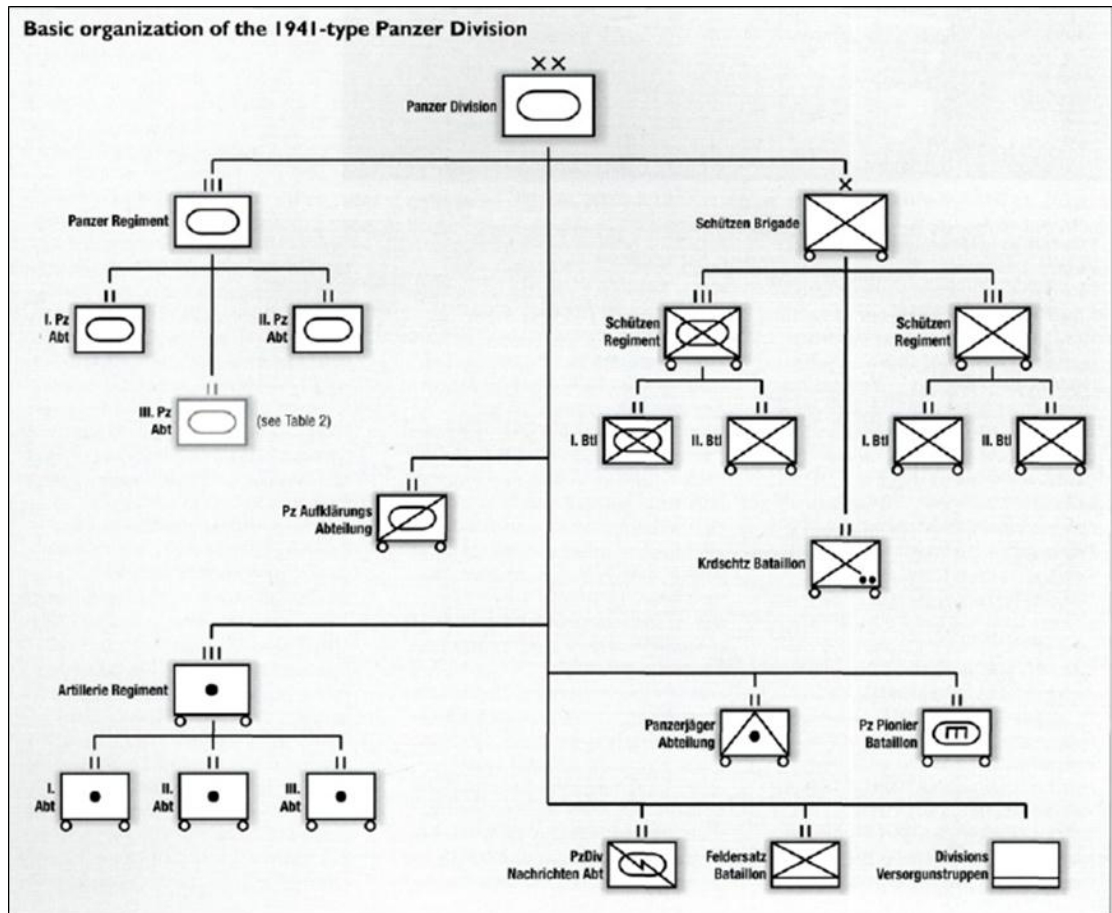 Basic organization of the 1941-type Panzer Division
Panzer Division
Panzer Regiment
Schützen Brigade
I. Pz
Abt
II. Pz
Abt
Schützen
Regiment
Schützen
Regiment
III. Pz
Abt
(see Table 2)
I. Btl
II. Btl
I. Btl
II. Btl
Pz Aufklärungs
Abteilung
Krdschtz Bataillon
Artillerie Regiment
Panzerjäger
Abteilung
Pz Pionier
Bataillon
I.
Abt
II.
Abt
III.
Abt
PzDiv
Nachrichten Abt
Feldersatz
Bataillon
Divisions
Versorgunstruppen